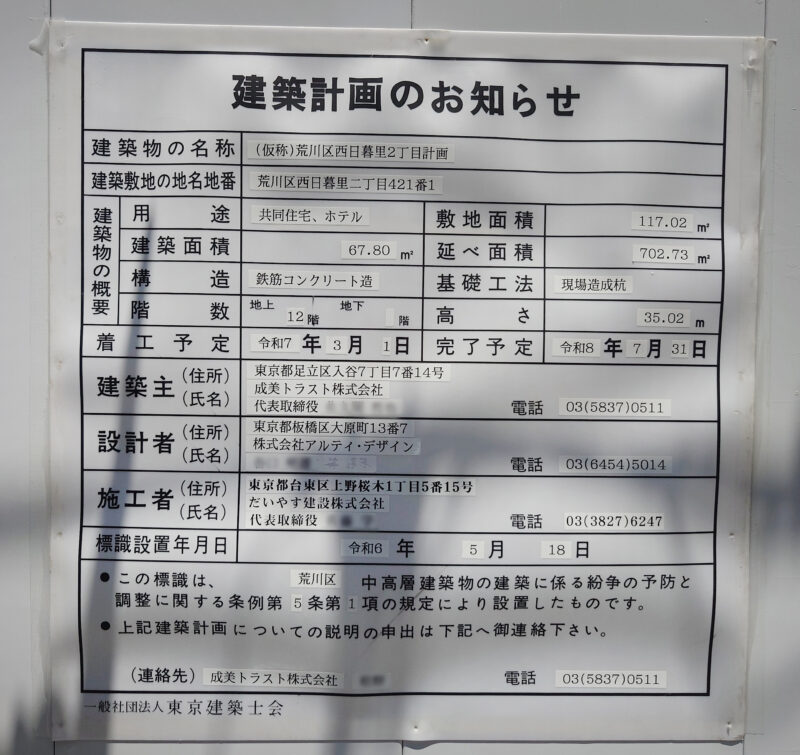 建築計画のお知らせ
建築物の名称 (仮称)荒川区西日暮里2丁目計画
建築敷地の地名地番 荒川区西日暮里二丁目421番1
建築物の概要
用途 共同住宅、ホテル 敷地面積 117.02 ㎡
建築面積 67.80 ㎡ 延べ面積 702.73 ㎡
構造 鉄筋コンクリート造 基礎工法 現場造成杭
階数 地上 12階 地下 階 高さ 35.02 m
着工予定 令和7年3月1日 完了予定 令和8年7月31日
建築主 (住所) 東京都足立区入谷7丁目7番14号
(氏名) 成美トラスト株式会社
代表取締役 電話 03(5837)0511
設計者 (住所) 東京都板橋区大原町13番7
(氏名) 株式会社アルティ・デザイン
電話 03(6454)5014
施工者 (住所) 東京都台東区上野桜木1丁目5番15号
(氏名) だいやす建設株式会社
代表取締役 電話 03(3827)6247
標識設置年月日 令和6年 5月 18日
●この標識は、 荒川区 中高層建築物の建築に係る紛争の予防と
調整に関する条例第5条第1項の規定により設置したものです。
●上記建築計画についての説明の申出は下記へ御連絡下さい。
(連絡先) 成美トラスト株式会社 電話 03(5837)0511
一般社団法人 東京建築士会